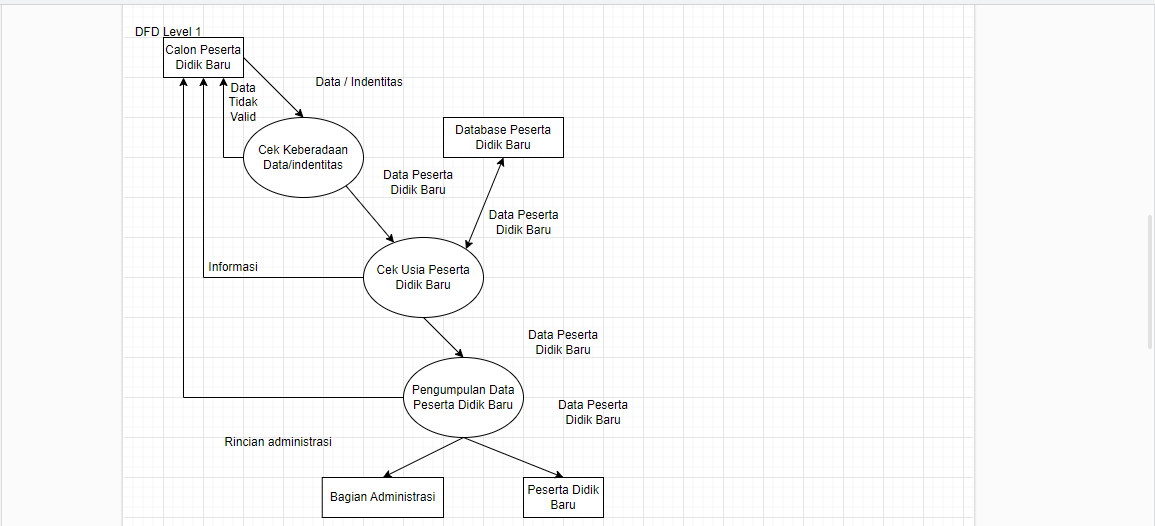 DFD Level 1
Calon Peserta
Didik Baru
Data / Indentitas
Data
Tidak
Valid
Cek Keberadaan
Data/indentitas
Database Peserta
Didik Baru
Data Peserta
Didik Baru
Data Peserta
Didik Baru
Informasi
Cek Usia Peserta
Didik Baru
Data Peserta
Didik Baru
Pengumpulan Data
Peserta Didik Baru
Data Peserta
Didik Baru
Rincian administrasi
Bagian Administrasi
Peserta Didik
Baru